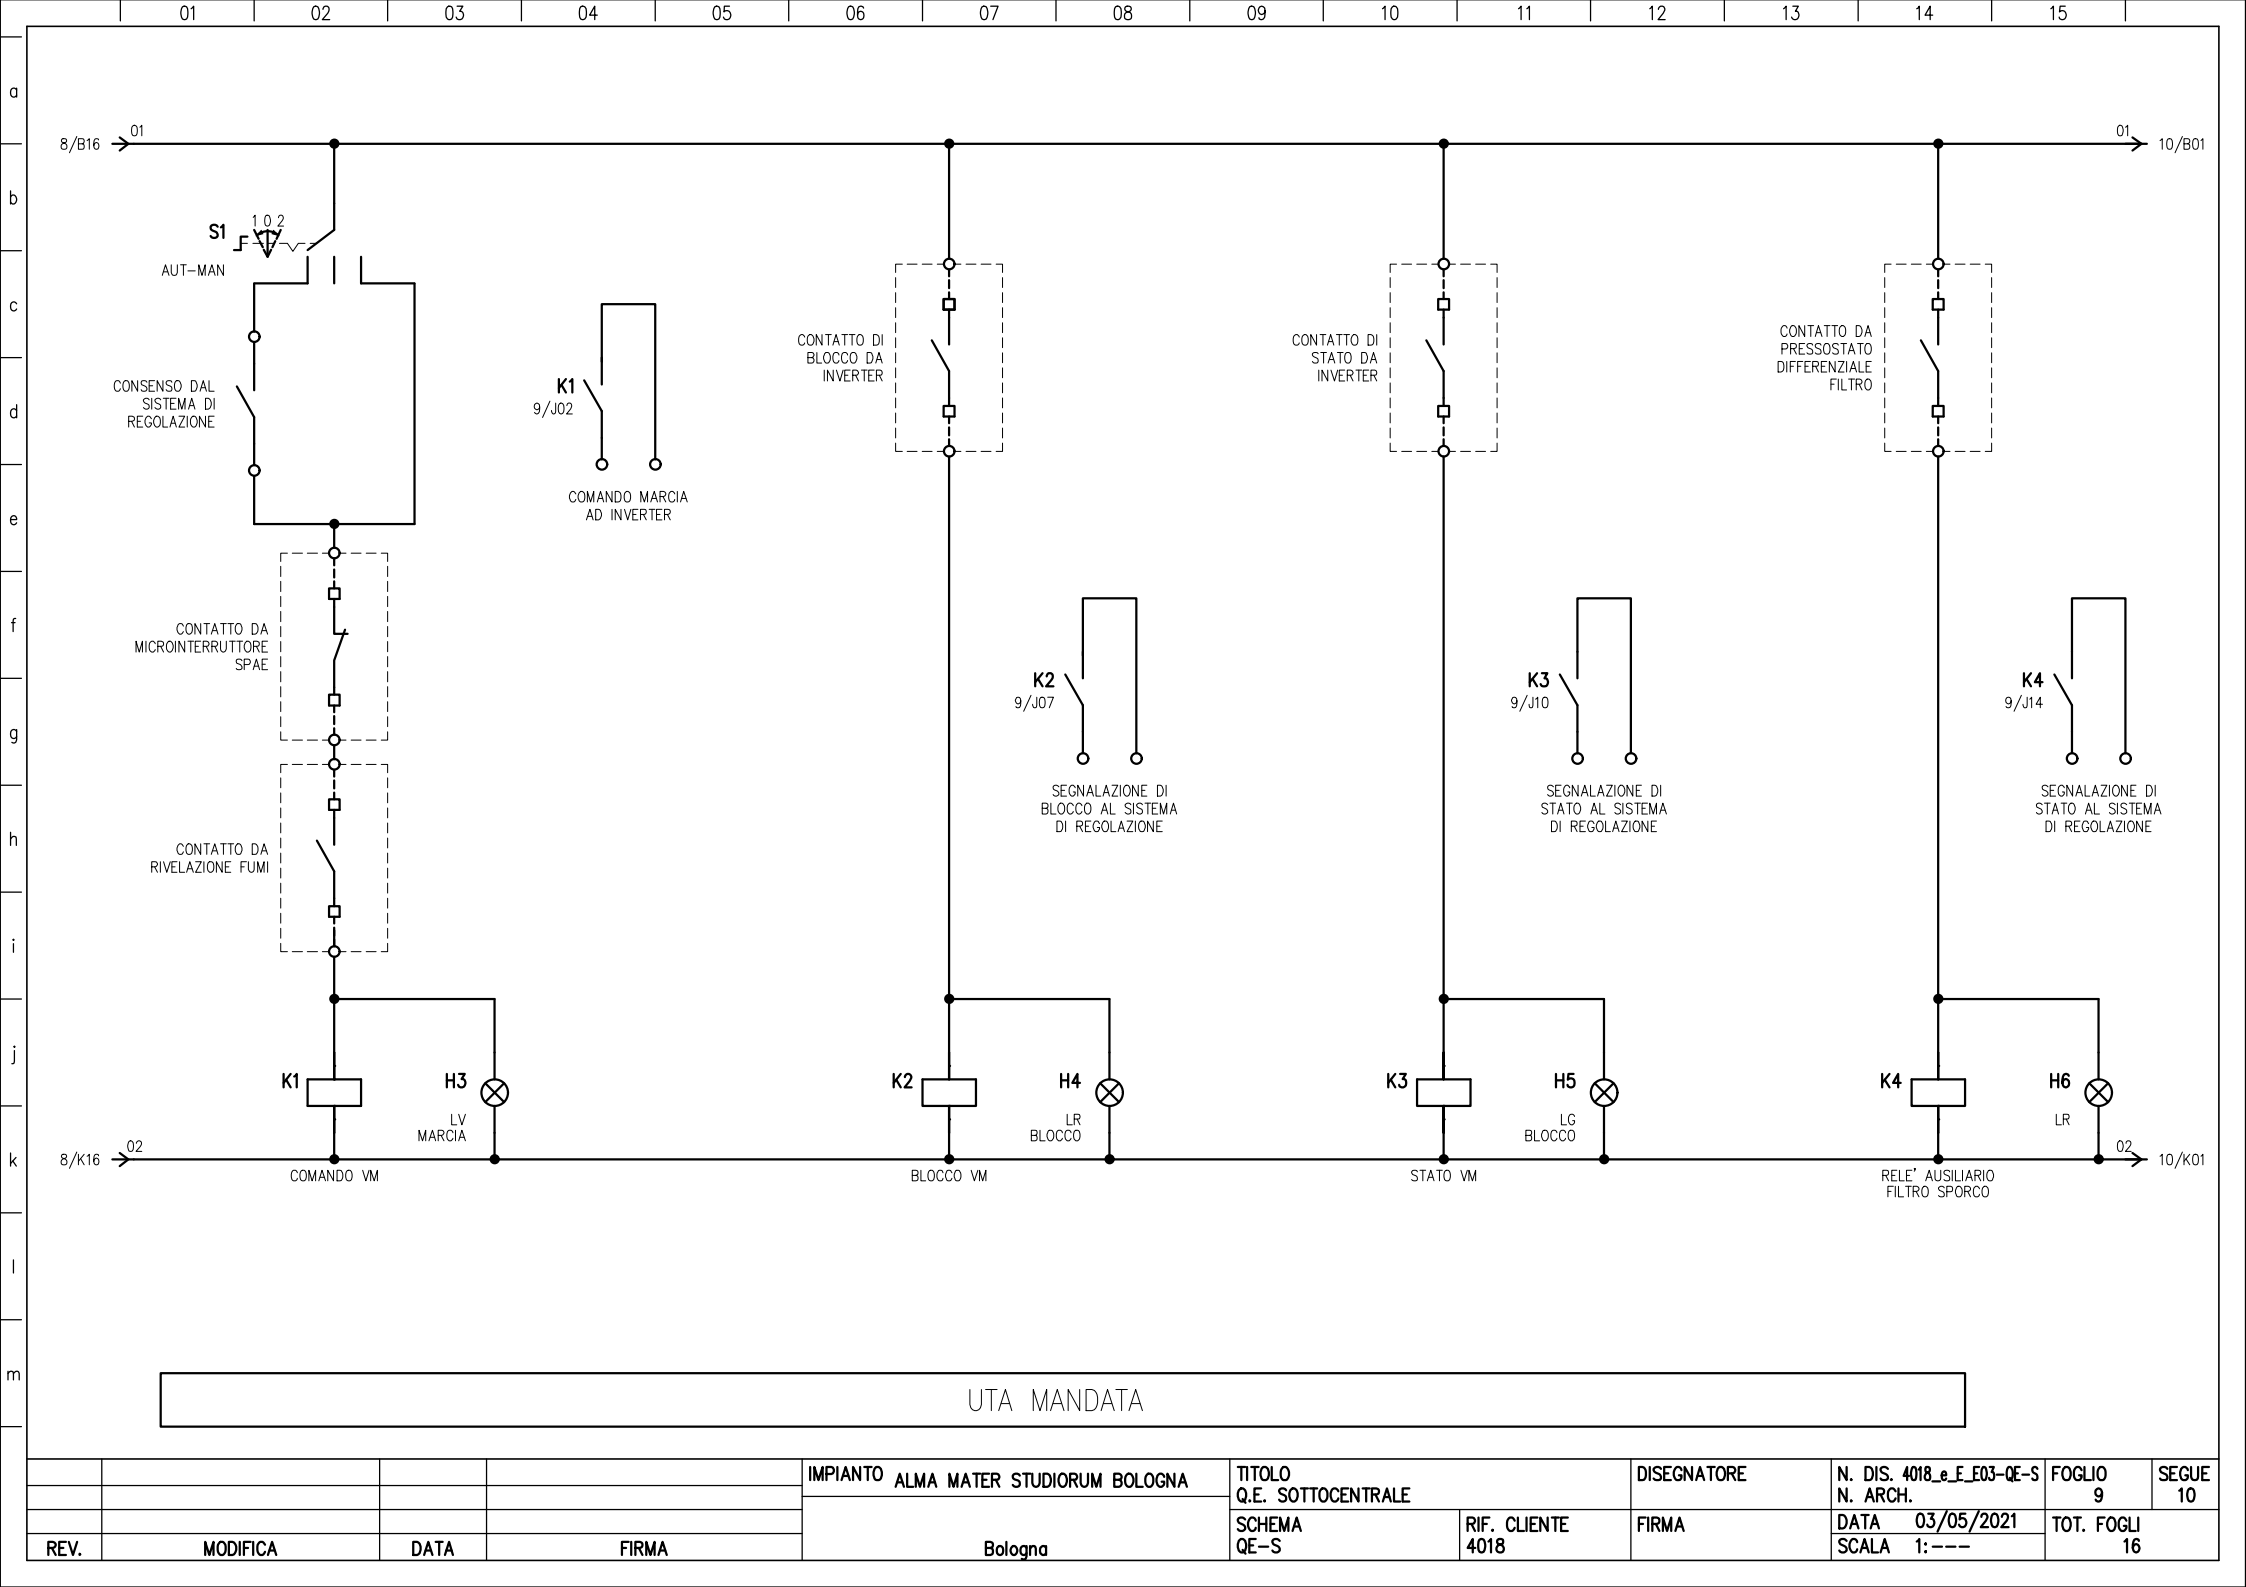 01 02 03 04 05 06 07 08 09 10 11 12 13 14 15
a
01
01
8/B16
10/B01
b
1 0 2
S1
AUT-MAN
c
CONTATTO DI
BLOCCO DA
INVERTER
CONTATTO DI
STATO DA
INVERTER
CONTATTO DA
PRESSOSTATO
DIFFERENZIALE
FILTRO
CONSENSO DAL
SISTEMA DI
REGOLAZIONE
K1
9/J02
d
COMANDO MARCIA
AD INVERTER
e
f
CONTATTO DA
MICROINTERRUTTORE
SPAE
K2
9/J07
K3
9/J10
K4
9/J14
g
SEGNALAZIONE DI
BLOCCO AL SISTEMA
DI REGOLAZIONE
SEGNALAZIONE DI
STATO AL SISTEMA
DI REGOLAZIONE
SEGNALAZIONE DI
STATO AL SISTEMA
DI REGOLAZIONE
h
CONTATTO DA
RIVELAZIONE FUMI
i
j
K1
H3
LV
MARCIA
K2
H4
LR
BLOCCO
K3
H5
LG
BLOCCO
K4
H6
LR
02
02
8/K16
10/K01
k
COMANDO VM
BLOCCO VM
STATO VM
RELE' AUSILIARIO
FILTRO SPORCO
l
m
UTA MANDATA
IMPIANTO ALMA MATER STUDIORUM BOLOGNA
Bologna
TITOLO
Q.E. SOTTOCENTRALE
DISEGNATORE
N. DIS. 4018_e_E_E03-QE-S
N. ARCH.
FOGLIO
9
SEGUE
10
SCHEMA
QE-S
RIF. CLIENTE
4018
FIRMA
DATA 03/05/2021
SCALA 1:---
TOT. FOGLI
16
REV. MODIFICA DATA FIRMA